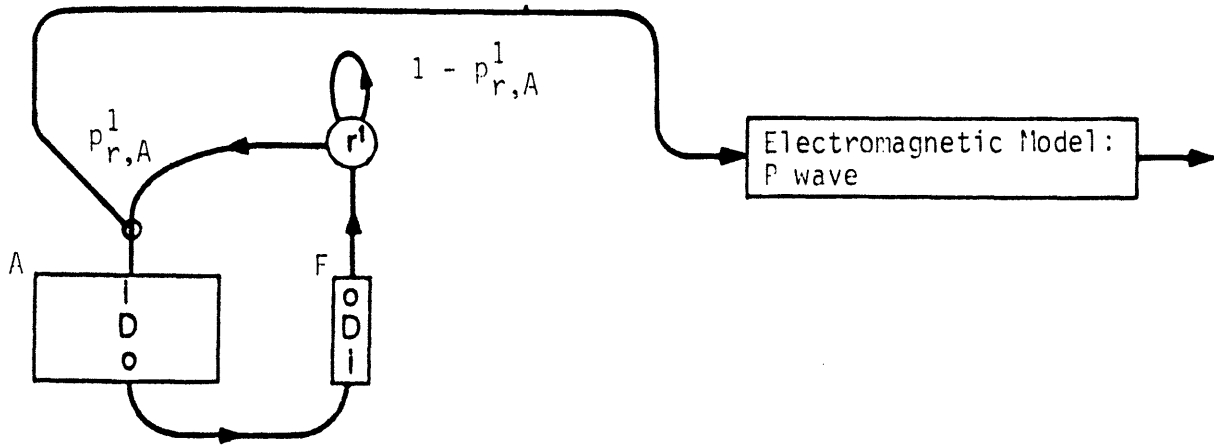 1 - p¹r,A
p¹r,A
r¹
Electromagnetic Model:
P wave
A
F
i
D
o
o
D
i